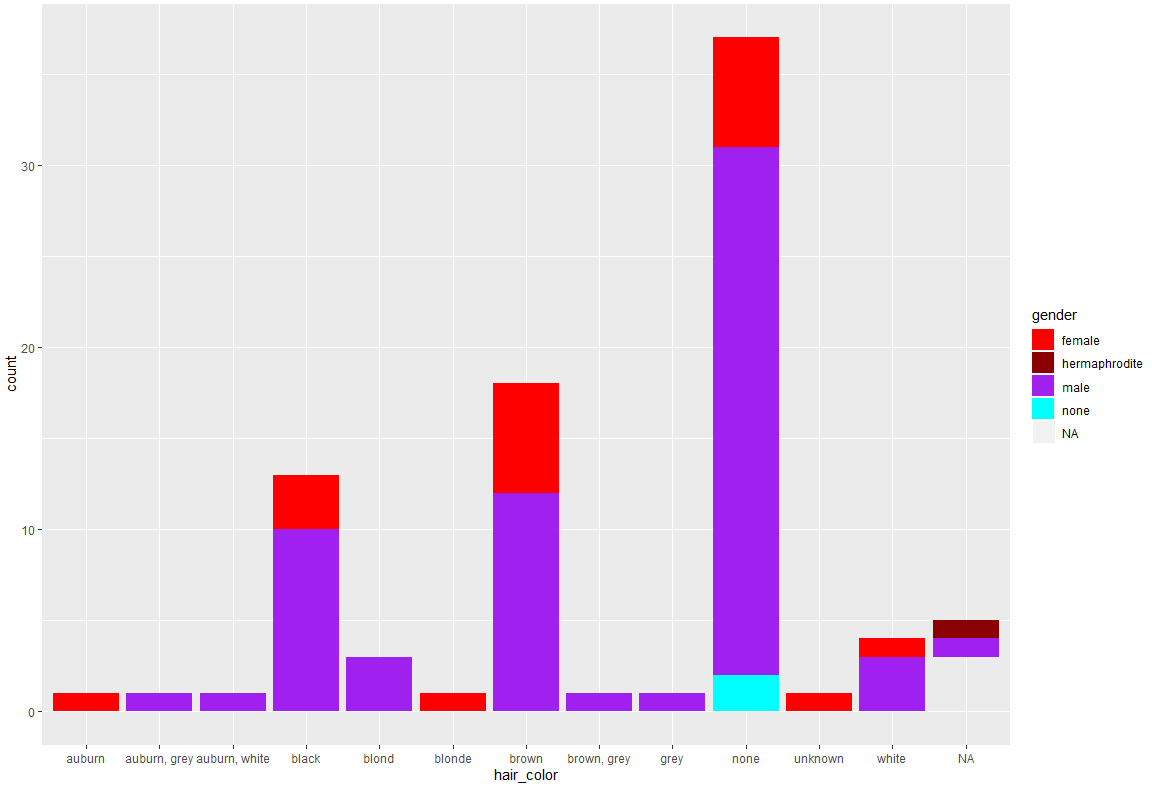 30
20
10
0
count
auburn
auburn, grey
auburn, white
black
blond
blonde
brown
brown, grey
grey
none
unknown
white
NA
hair_color
gender
female
hermaphrodite
male
none
NA